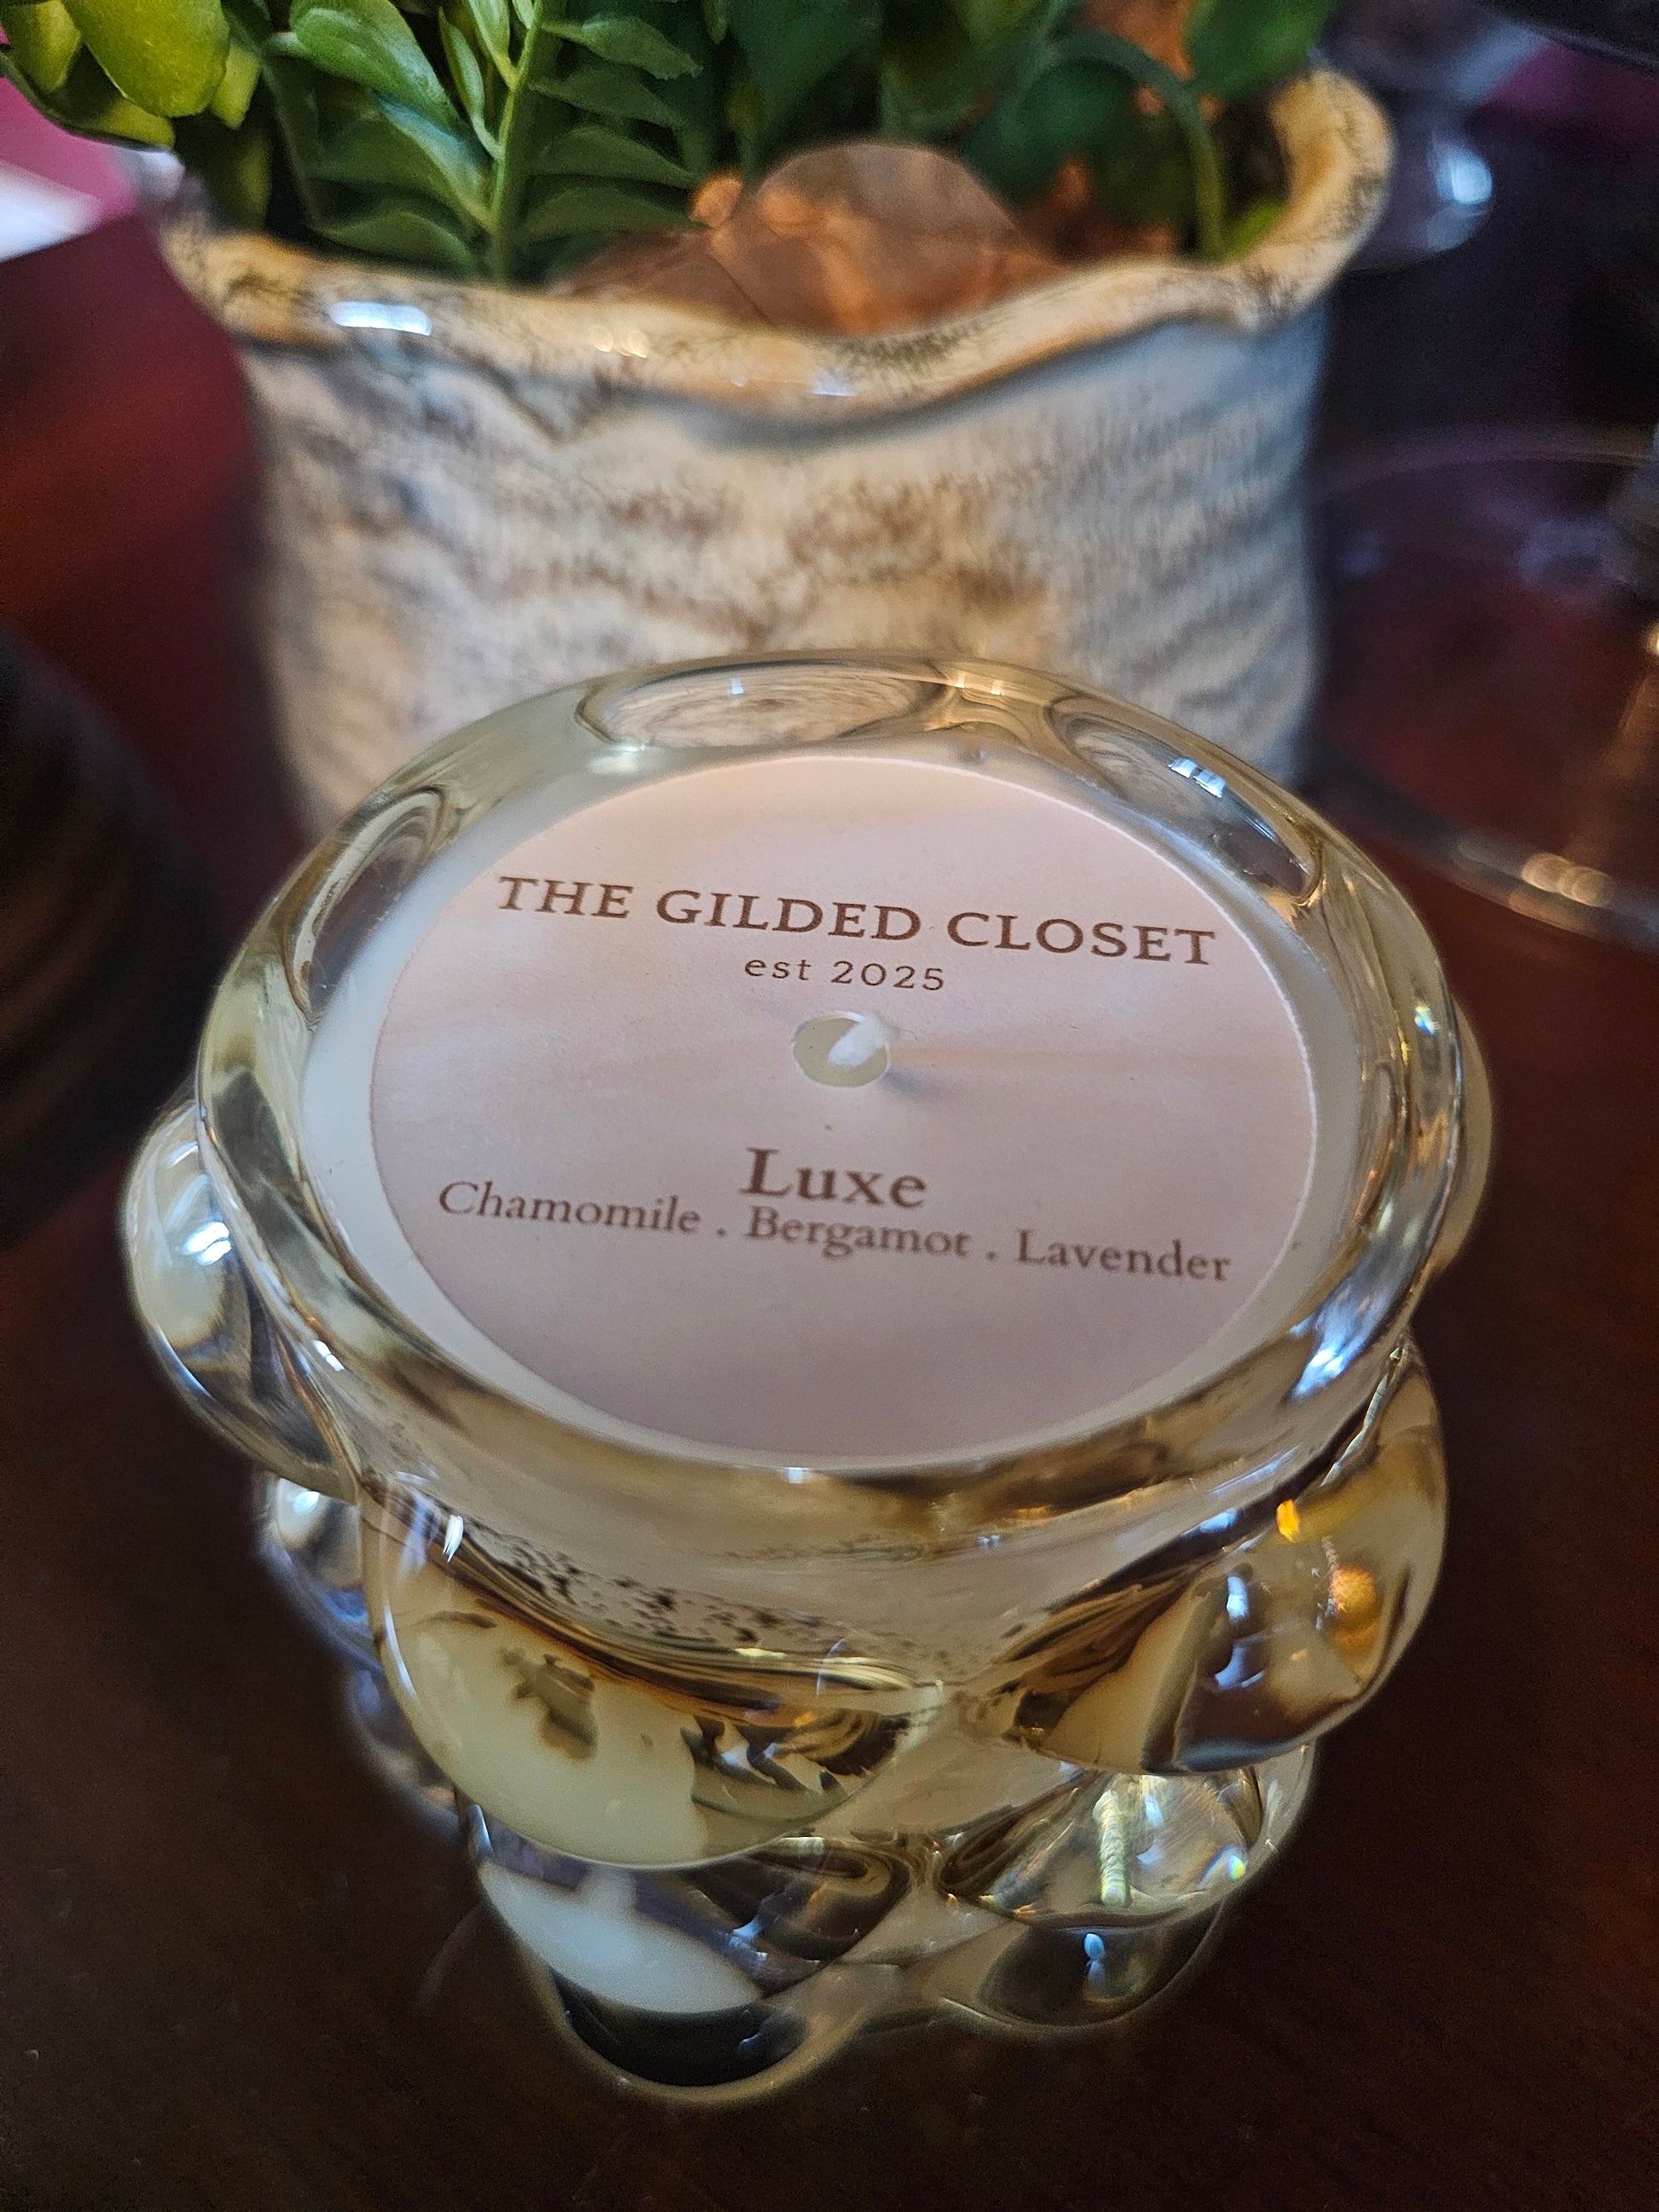 THE GILDED CLOSET
est 2025
Luxe
Chamomile . Bergamot . Lavender